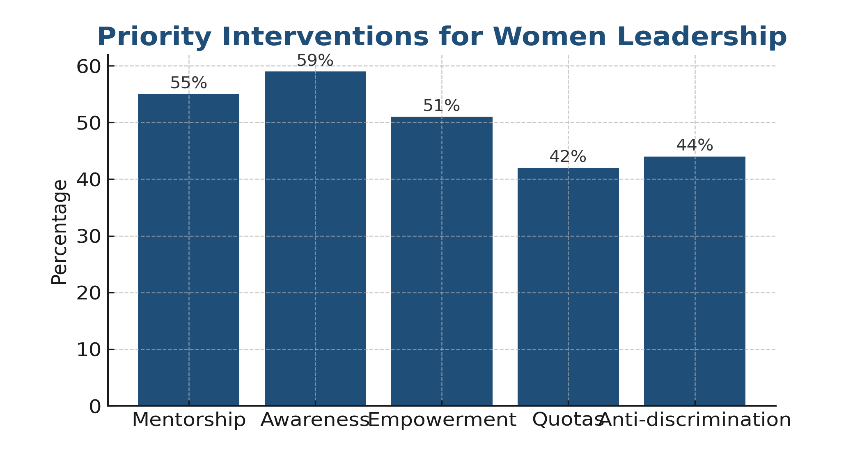 Priority Interventions for Women Leadership
60
50
40
30
20
10
0
Percentage
55%
59%
51%
42%
44%
Mentorship
Awareness
Empowerment
Quotas
Anti-discrimination